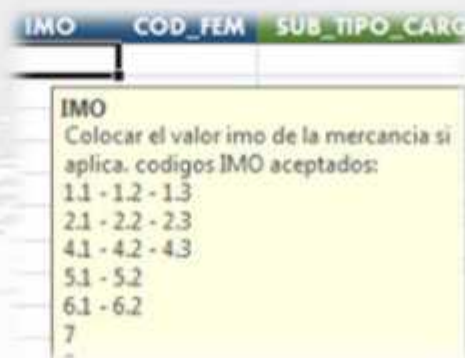 IMO COD_FEM SUB_TIPO_CARG
IMO
Colocar el valor imo de la mercancia si
aplica. codigos IMO aceptados:
1.1 - 1.2 - 1.3
2.1 - 2.2 - 2.3
4.1 - 4.2 - 4.3
5.1 - 5.2
6.1 - 6.2
7